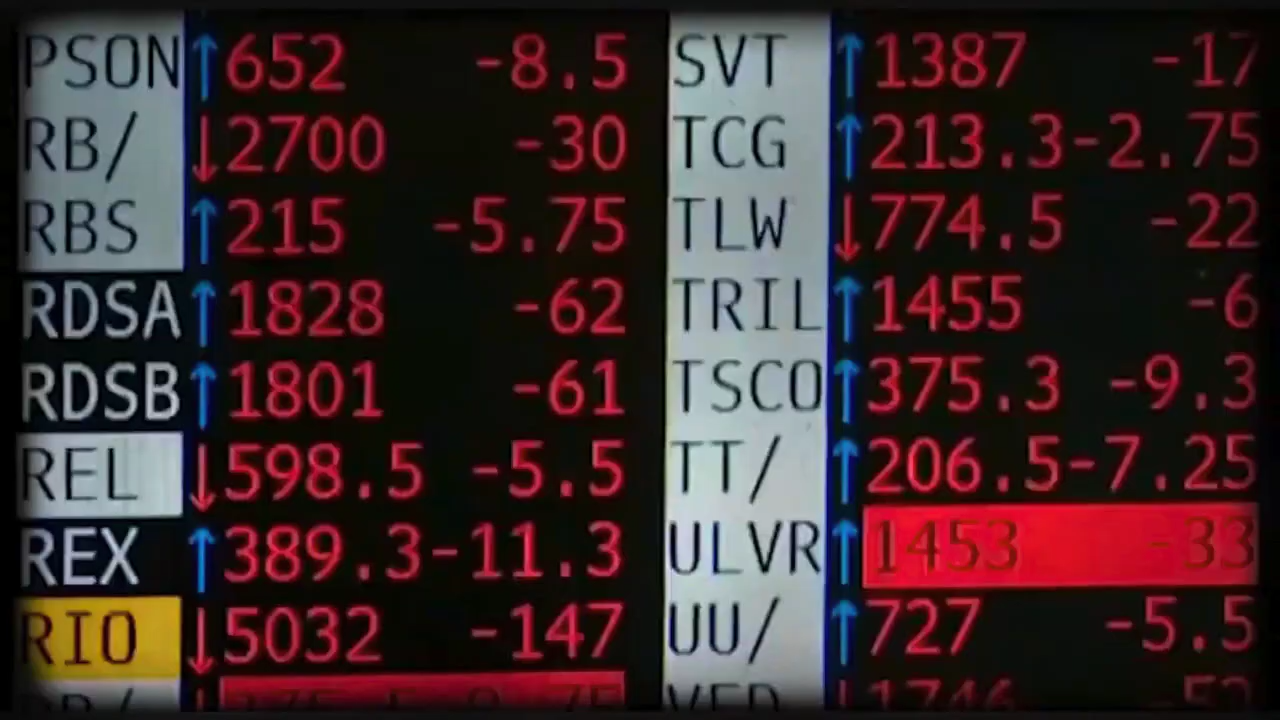 PSON ↑ 652 -8.5
RB/ ↓ 2700 -30
RBS ↑ 215 -5.75
RDSA ↑ 1828 -62
RDSB ↑ 1801 -61
REL ↓ 598.5 -5.5
REX ↑ 389.3 -11.3
RIO ↓ 5032 -147
SVT ↑ 1387 -17
TCG ↑ 213.3 -2.75
TLW ↓ 774.5 -22
TRIL ↑ 1455 -6
TSCO ↑ 375.3 -9.3
TT/ ↑ 206.5 -7.25
ULVR ↑ 1453 -33
UU/ ↑ 727 -5.5
VED ↓ 1746